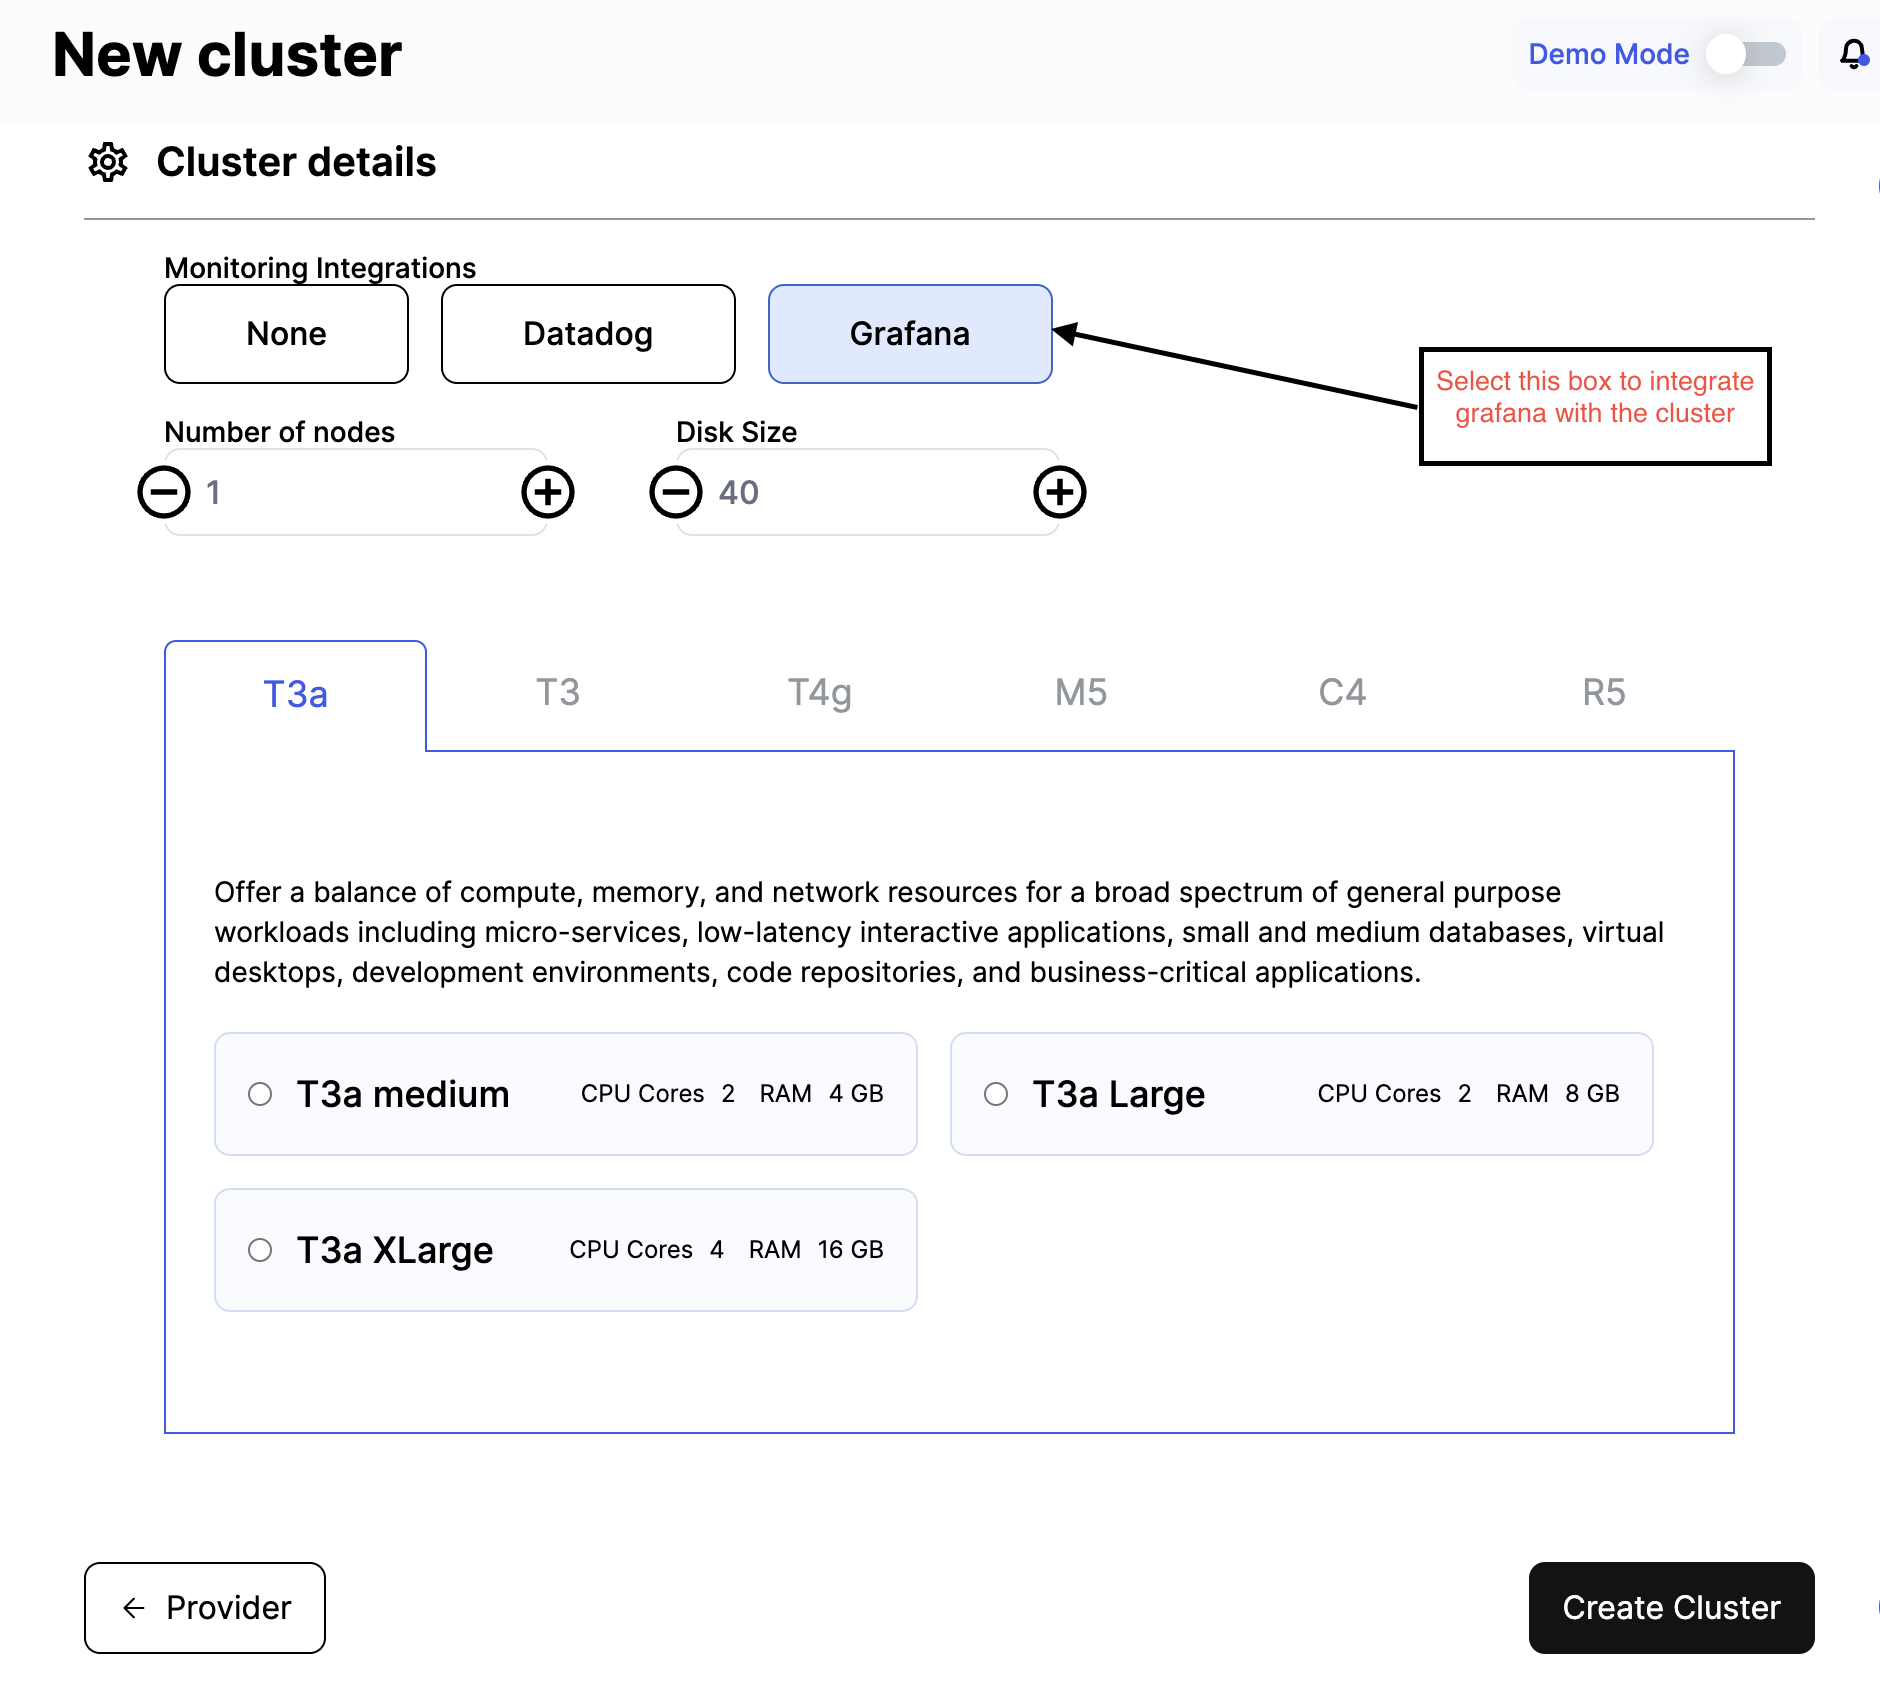 New cluster
Demo Mode
Cluster details
Monitoring Integrations
None
Datadog
Grafana
Select this box to integrate
grafana with the cluster
Number of nodes
Disk Size
1
40
T3a
T3
T4g
M5
C4
R5
Offer a balance of compute, memory, and network resources for a broad spectrum of general purpose
workloads including micro-services, low-latency interactive applications, small and medium databases, virtual
desktops, development environments, code repositories, and business-critical applications.
T3a medium CPU Cores 2 RAM 4 GB
T3a Large CPU Cores 2 RAM 8 GB
T3a XLarge CPU Cores 4 RAM 16 GB
Provider
Create Cluster